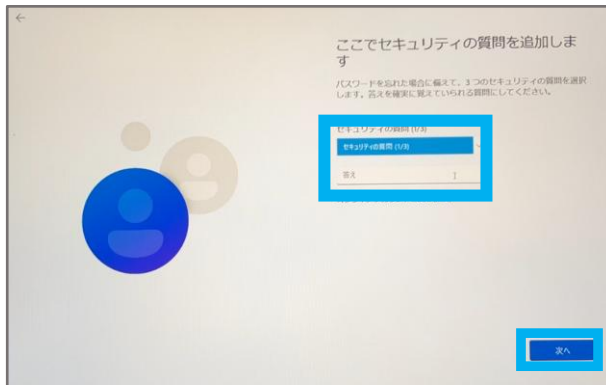 ここでセキュリティの質問を追加しま
す
パスワードを忘れた場合に備えて、3 つのセキュリティの質問を選択
します。答えを確実に覚えていられる質問にしてください。
セキュリティの質問 (1/3)
セキュリティの質問 (1/3)
答え
次へ